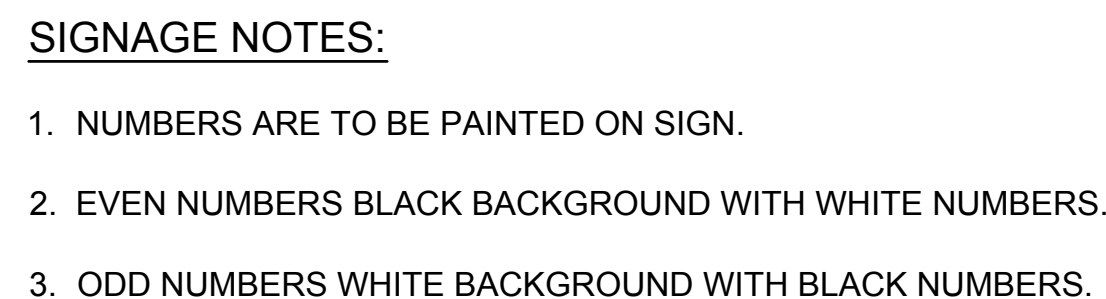 SIGNAGE NOTES:
1. NUMBERS ARE TO BE PAINTED ON SIGN.
2. EVEN NUMBERS BLACK BACKGROUND WITH WHITE NUMBERS.
3. ODD NUMBERS WHITE BACKGROUND WITH BLACK NUMBERS.